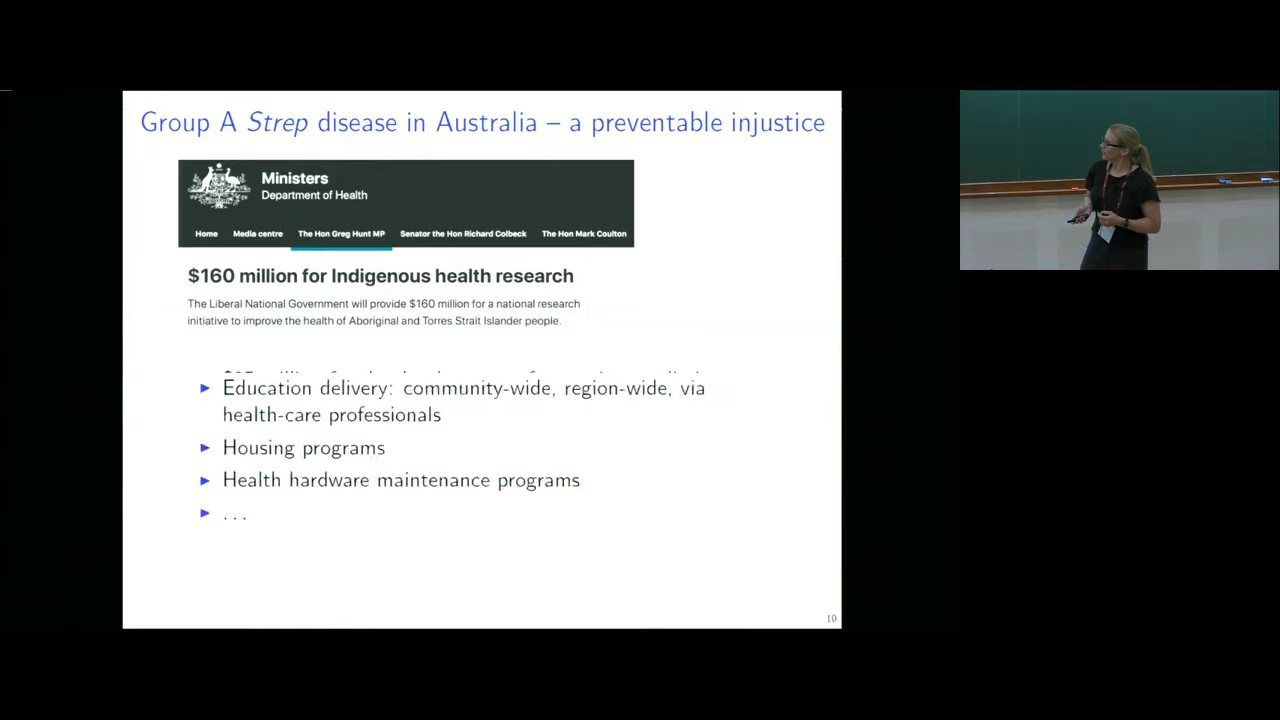 Group A Strep disease in Australia – a preventable injustice
Ministers
Department of Health
Home Media centre The Hon Greg Hunt MP Senator the Hon Richard Colbeck The Hon Mark Coulton
$160 million for Indigenous health research
The Liberal National Government will provide $160 million for a national research
initiative to improve the health of Aboriginal and Torres Strait Islander people.
▶ Education delivery: community-wide, region-wide, via
health-care professionals
▶ Housing programs
▶ Health hardware maintenance programs
▶ . . .
10